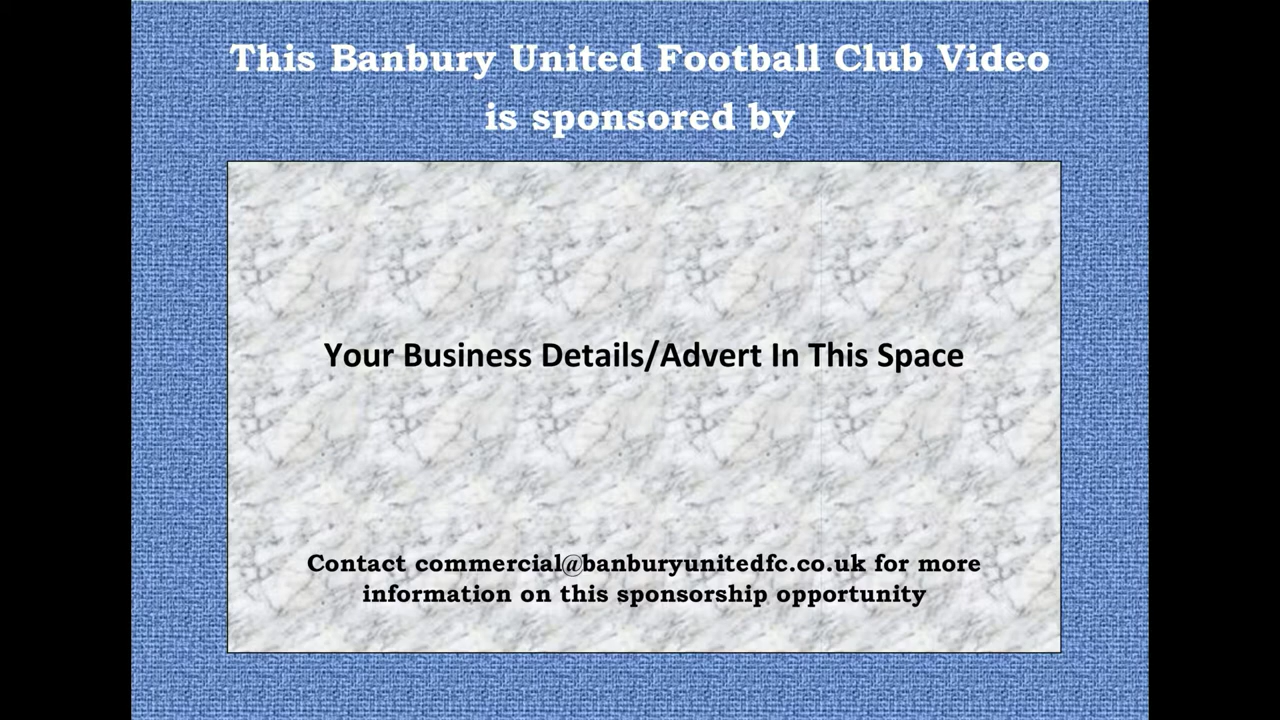 This Banbury United Football Club Video
is sponsored by
Your Business Details/Advert In This Space
Contact commercial@banburyunitedfc.co.uk for more
information on this sponsorship opportunity